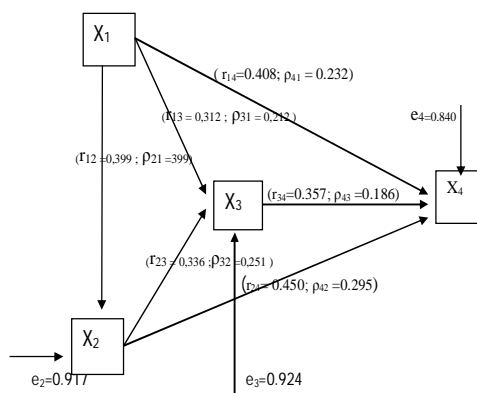 X1
( r14=0.408; ρ41 = 0.232)
(r13 = 0,312 ; ρ31 = 0,212)
e4=0.840
(r12 = 0,399 ; ρ21 =399)
X3
(r34=0.357; ρ43 =0.186)
X4
(r23 = 0,336 ;ρ32 =0,251 )
(r24= 0.450; ρ42 =0.295)
X2
e2=0.917
e3=0.924